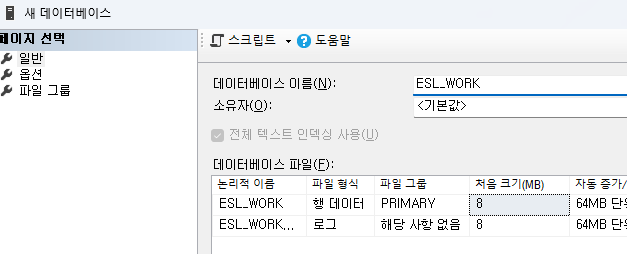 새 데이터베이스
페이지 선택
일반
옵션
파일 그룹
스크립트 도움말
데이터베이스 이름(N): ESL_WORK
소유자(O): <기본값>
전체 텍스트 인덱싱 사용(U)
데이터베이스 파일(F):
논리적 이름 파일 형식 파일 그룹 처음 크기(MB) 자동 증가/
ESL_WORK 행 데이터 PRIMARY 8 64MB 단위
ESL_WORK... 로그 해당 사항 없음 8 64MB 단위